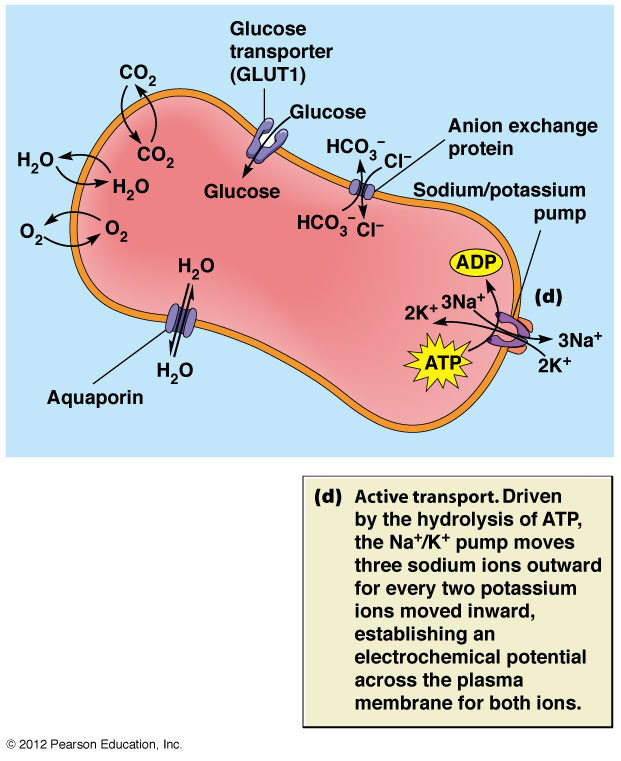 Glucose
transporter
(GLUT1)
CO₂
Glucose
CO₂
HCO₃⁻
Cl⁻
Anion exchange
protein
H₂O
H₂O
Glucose
Sodium/potassium
pump
HCO₃⁻
Cl⁻
O₂
O₂
H₂O
ADP
(d)
2K⁺
3Na⁺
3Na⁺
ATP
2K⁺
H₂O
Aquaporin
(d) Active transport. Driven
by the hydrolysis of ATP,
the Na⁺/K⁺ pump moves
three sodium ions outward
for every two potassium
ions moved inward,
establishing an
electrochemical potential
across the plasma
membrane for both ions.
© 2012 Pearson Education, Inc.